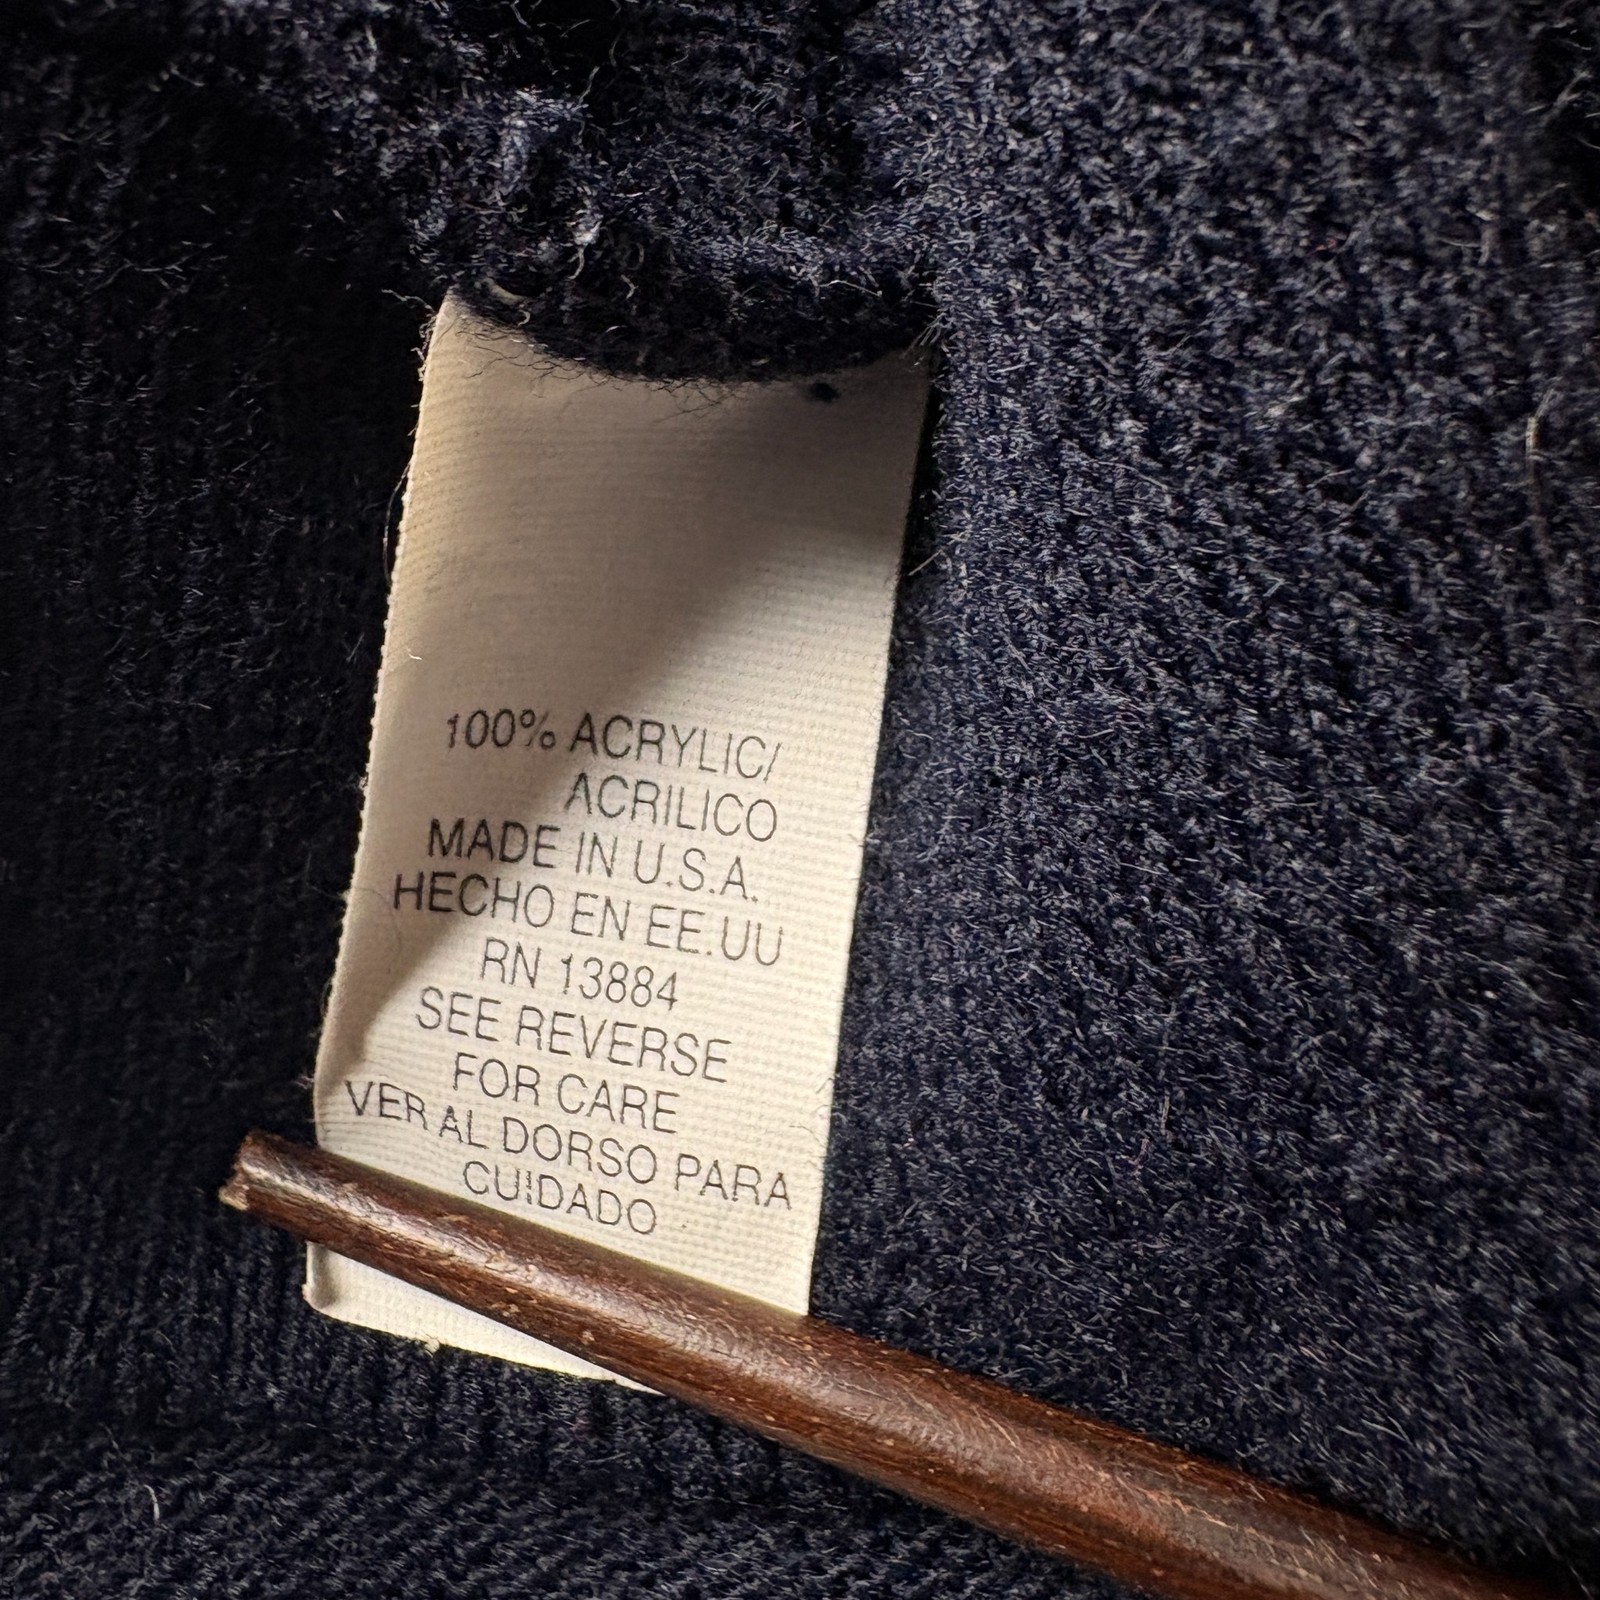 100% ACRYLIC/
ACRILICO
MADE IN U.S.A.
HECHO EN EE.UU
RN 13884
SEE REVERSE
FOR CARE
VER AL DORSO PARA
CUIDADO